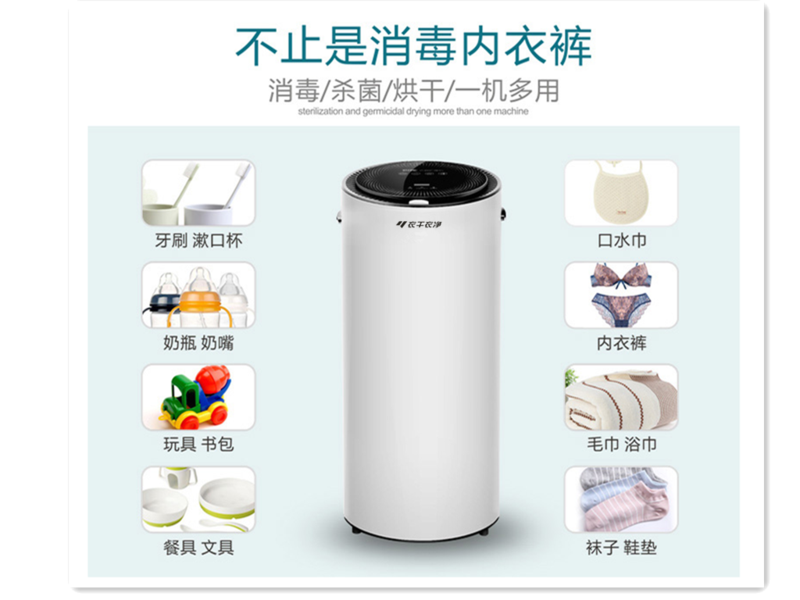 不止是消毒内衣裤
消毒/杀菌/烘干/一机多用
sterilization and germicidal drying more than one machine
衣干衣净
牙刷 漱口杯
口水巾
奶瓶 奶嘴
内衣裤
玩具 书包
毛巾 浴巾
餐具 文具
袜子 鞋垫